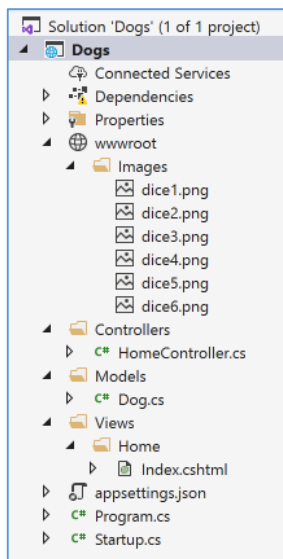 Solution 'Dogs' (1 of 1 project)
Dogs
Connected Services
Dependencies
Properties
wwwroot
Images
dice1.png
dice2.png
dice3.png
dice4.png
dice5.png
dice6.png
Controllers
C# HomeController.cs
Models
C# Dog.cs
Views
Home
Index.cshtml
appsettings.json
C# Program.cs
C# Startup.cs